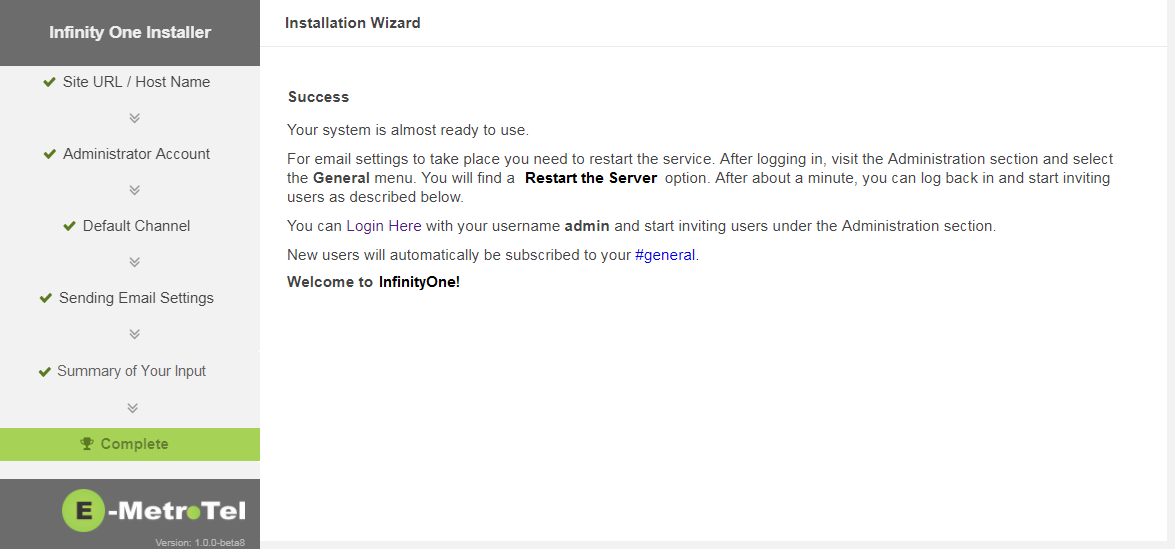 Infinity One Installer
Site URL / Host Name
Administrator Account
Default Channel
Sending Email Settings
Summary of Your Input
Complete
E-MetroTel
Version: 1.0.0-beta8
Installation Wizard
Success
Your system is almost ready to use.
For email settings to take place you need to restart the service. After logging in, visit the Administration section and select
the General menu. You will find a Restart the Server option. After about a minute, you can log back in and start inviting
users as described below.
You can Login Here with your username admin and start inviting users under the Administration section.
New users will automatically be subscribed to your #general.
Welcome to InfinityOne!